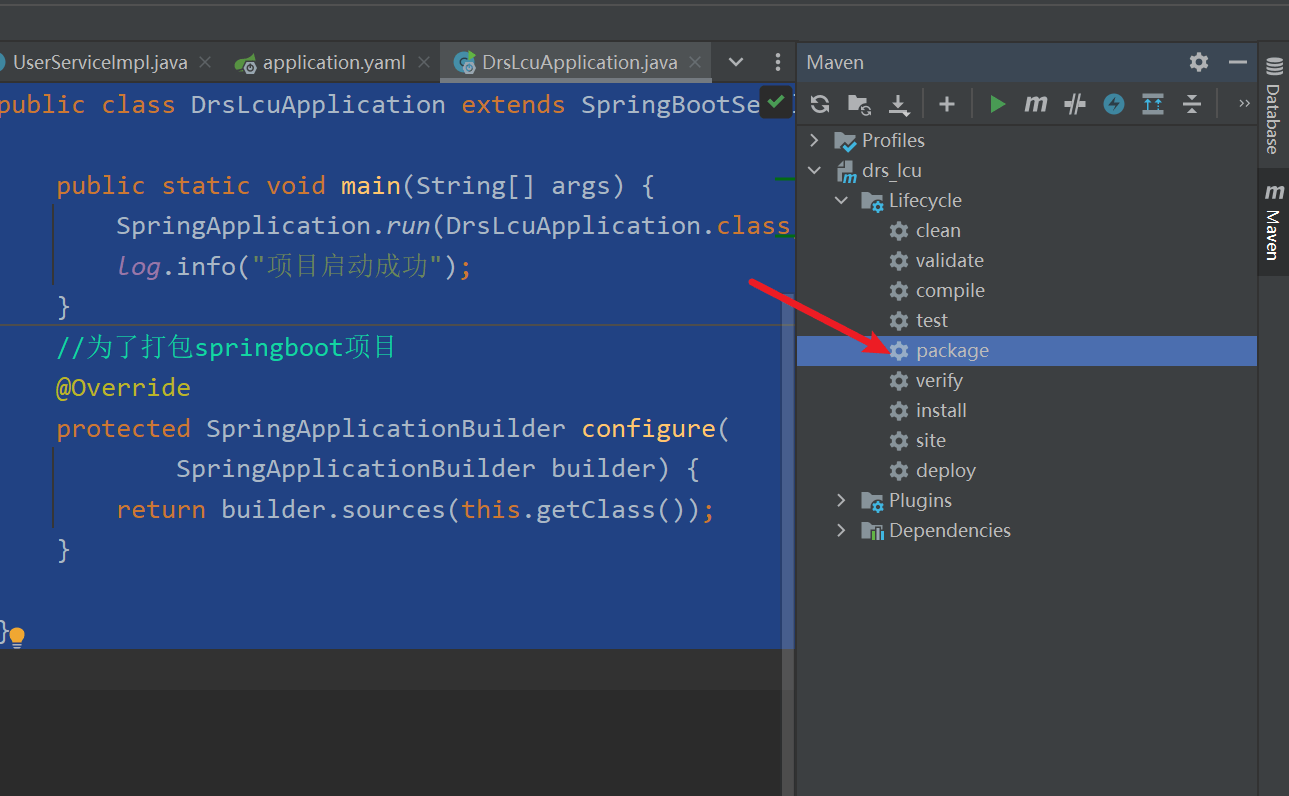 UserServiceImpl.java
application.yaml
DrsLcuApplication.java
public class DrsLcuApplication extends SpringBootSe
public static void main(String[] args) {
SpringApplication.run(DrsLcuApplication.class,
log.info("项目启动成功");
}
//为了打包springboot项目
@Override
protected SpringApplicationBuilder configure(
SpringApplicationBuilder builder) {
return builder.sources(this.getClass());
}
}
Maven
m
Profiles
drs_lcu
Lifecycle
clean
validate
compile
test
package
verify
install
site
deploy
Plugins
Dependencies
Database
m
Maven